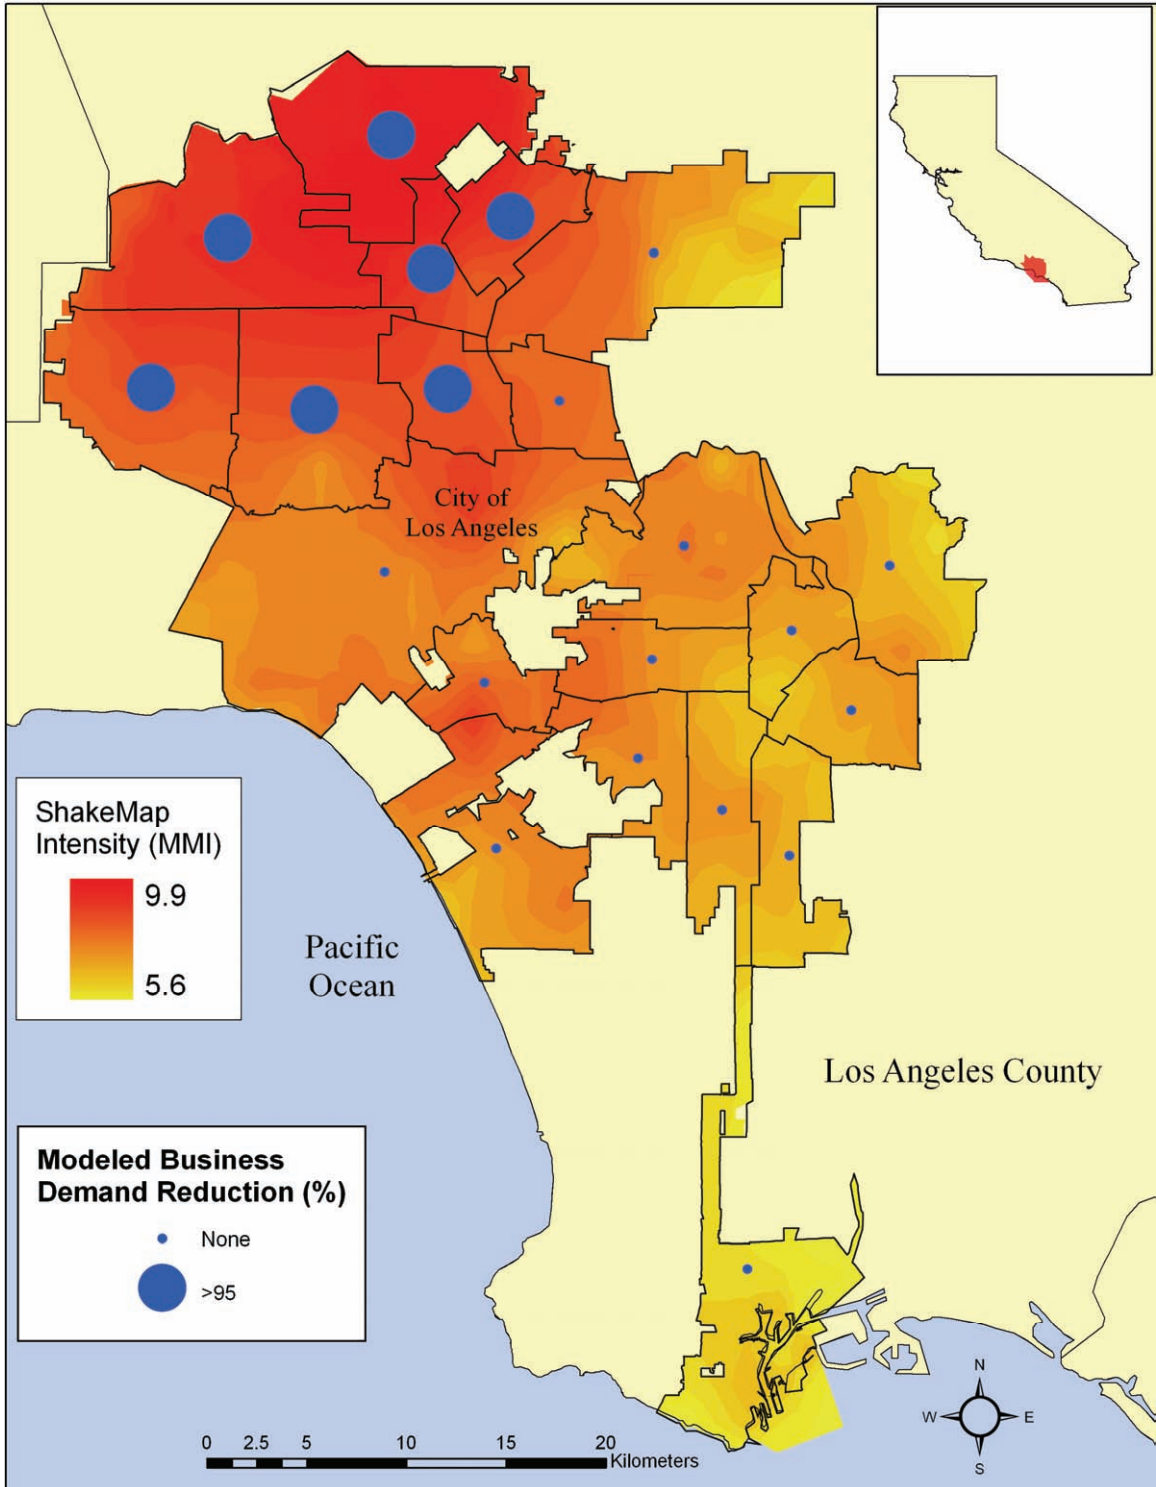 City of
Los Angeles
ShakeMap
Intensity (MMI)
9.9
5.6
Pacific
Ocean
Los Angeles County
Modeled Business
Demand Reduction (%)
None
>95
N
W E
S
0 2.5 5 10 15 20
Kilometers